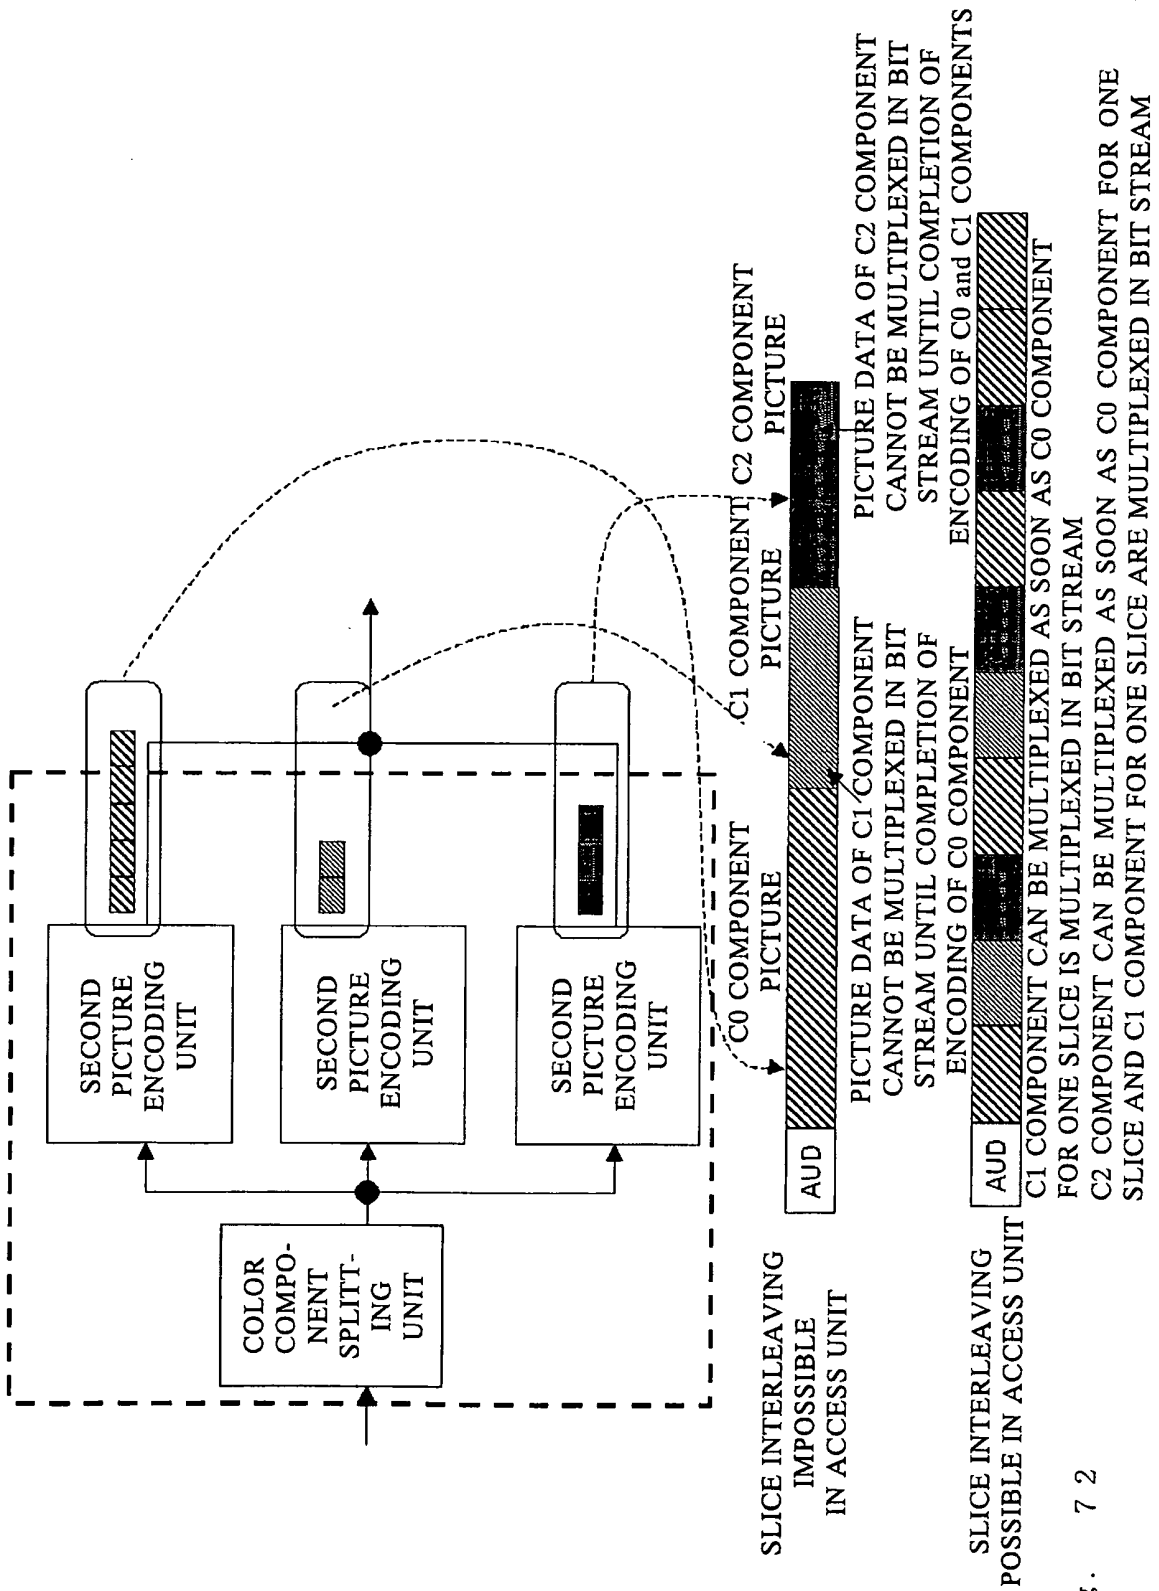 COLOR
COMPO-
NENT
SPLITT-
ING
UNIT
SECOND
PICTURE
ENCODING
UNIT
SECOND
PICTURE
ENCODING
UNIT
SECOND
PICTURE
ENCODING
UNIT
SLICE INTERLEAVING
IMPOSSIBLE
IN ACCESS UNIT
C0 COMPONENT
PICTURE
C1 COMPONENT
PICTURE
C2 COMPONENT
PICTURE
AUD
PICTURE DATA OF C1 COMPONENT
CANNOT BE MULTIPLEXED IN BIT
STREAM UNTIL COMPLETION OF
ENCODING OF C0 COMPONENT
PICTURE DATA OF C2 COMPONENT
CANNOT BE MULTIPLEXED IN BIT
STREAM UNTIL COMPLETION OF
ENCODING OF C0 and C1 COMPONENTS
SLICE INTERLEAVING
POSSIBLE IN ACCESS UNIT
AUD
C1 COMPONENT CAN BE MULTIPLEXED AS SOON AS C0 COMPONENT
FOR ONE SLICE IS MULTIPLEXED IN BIT STREAM
C2 COMPONENT CAN BE MULTIPLEXED AS SOON AS C0 COMPONENT FOR ONE
SLICE AND C1 COMPONENT FOR ONE SLICE ARE MULTIPLEXED IN BIT STREAM
72